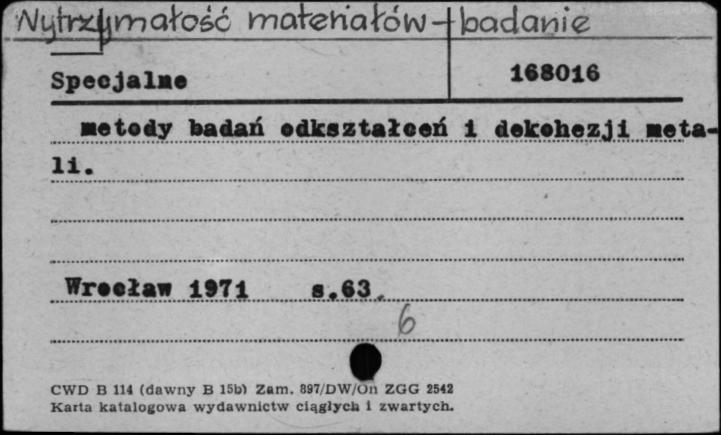 Wytrzymałość materiałów - badanie
Specjalne 168016
metody badań odkształceń i dekohezji meta-
li.
Wrocław 1971 s.63.
6
CWD B 114 (dawny B 15b) Zam. 897/DW/On ZGG 2542
Karta katalogowa wydawnictw ciągłych i zwartych.